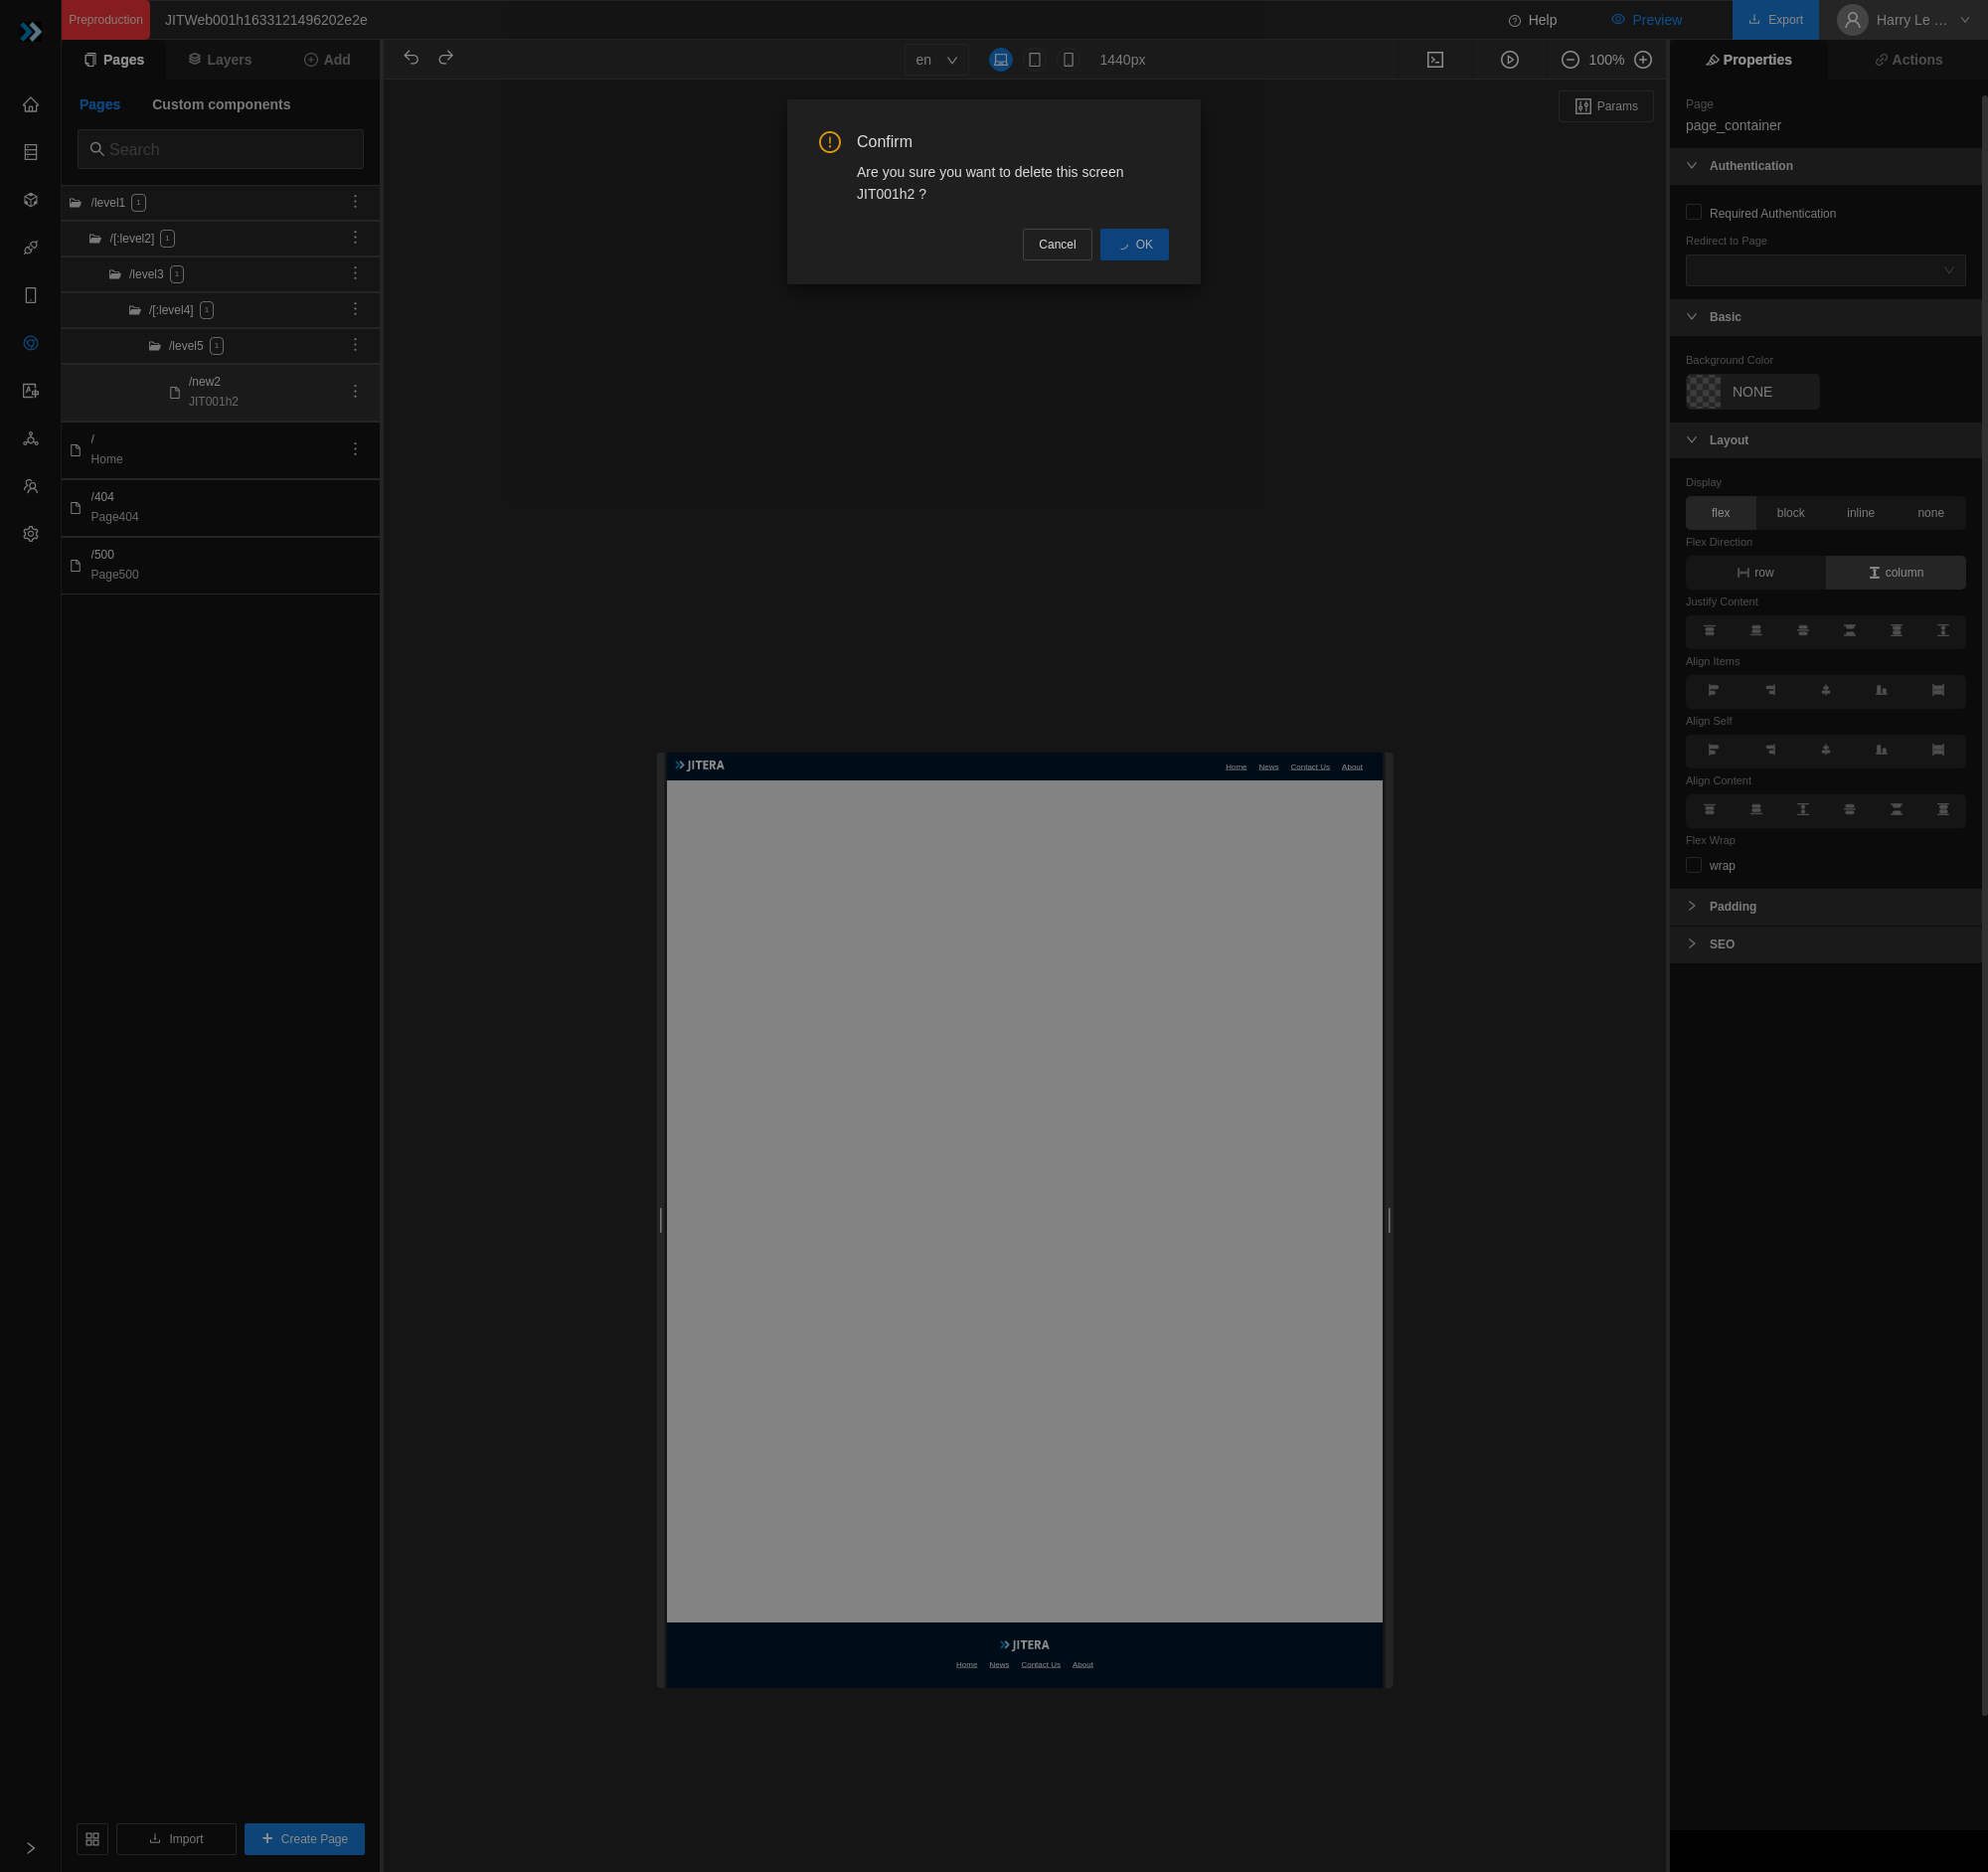 Preproduction
JITWeb001h1633121496202e2e
Help
Preview
Export
Harry Le ...
Pages
Layers
Add
en
1440px
100%
Properties
Actions
Pages
Custom components
Search
/level1 1
/[:level2] 1
/level3 1
/[:level4] 1
/level5 1
/new2
JIT001h2
/
Home
/404
Page404
/500
Page500
Import
Create Page
Params
Confirm
Are you sure you want to delete this screen
JIT001h2 ?
Cancel
OK
JITERA
Home News Contact Us About
JITERA
Home News Contact Us About
Page
page_container
Authentication
Required Authentication
Redirect to Page
Basic
Background Color
NONE
Layout
Display
flex block inline none
Flex Direction
row column
Justify Content
Align Items
Align Self
Align Content
Flex Wrap
wrap
Padding
SEO